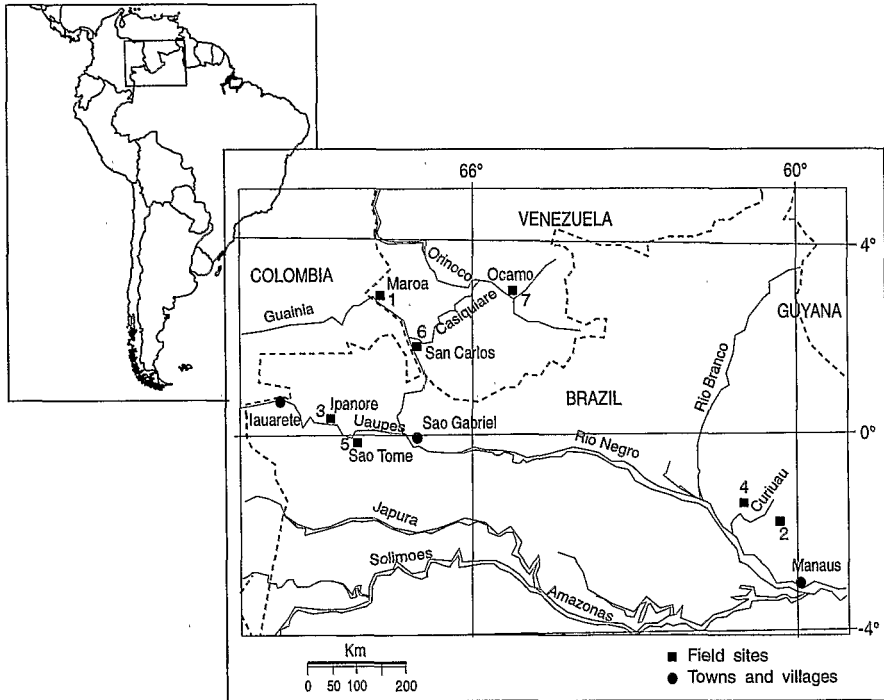 66°
60°
VENEZUELA
4°
Orinoco
COLOMBIA
Maroa
Ocamo
1
7
Guainia
Casiquiare
GUYANA
6
San Carlos
Rio Branco
BRAZIL
3
Ipanore
Iauarete
Uaupes
Sao Gabriel
0°
5
Sao Tome
Rio Negro
4
Curiuau
2
Japura
Solimoes
Manaus
Amazonas
-4°
Km
0 50 100 200
Field sites
Towns and villages